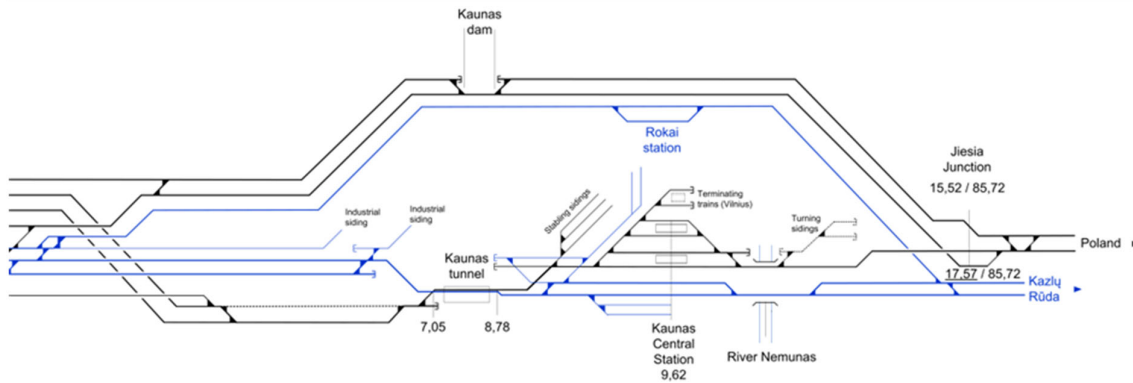 Kaunas
dam
Rokai
station
Jiesia
Junction
15,52 / 85,72
Industrial
siding
Industrial
siding
Stabling sidings
Terminating
trains (Vilnius)
Turning
sidings
Poland
Kaunas
tunnel
17,57 / 85,72
Kazlų
Rūda
7,05
8,78
Kaunas
Central
Station
9,62
River Nemunas